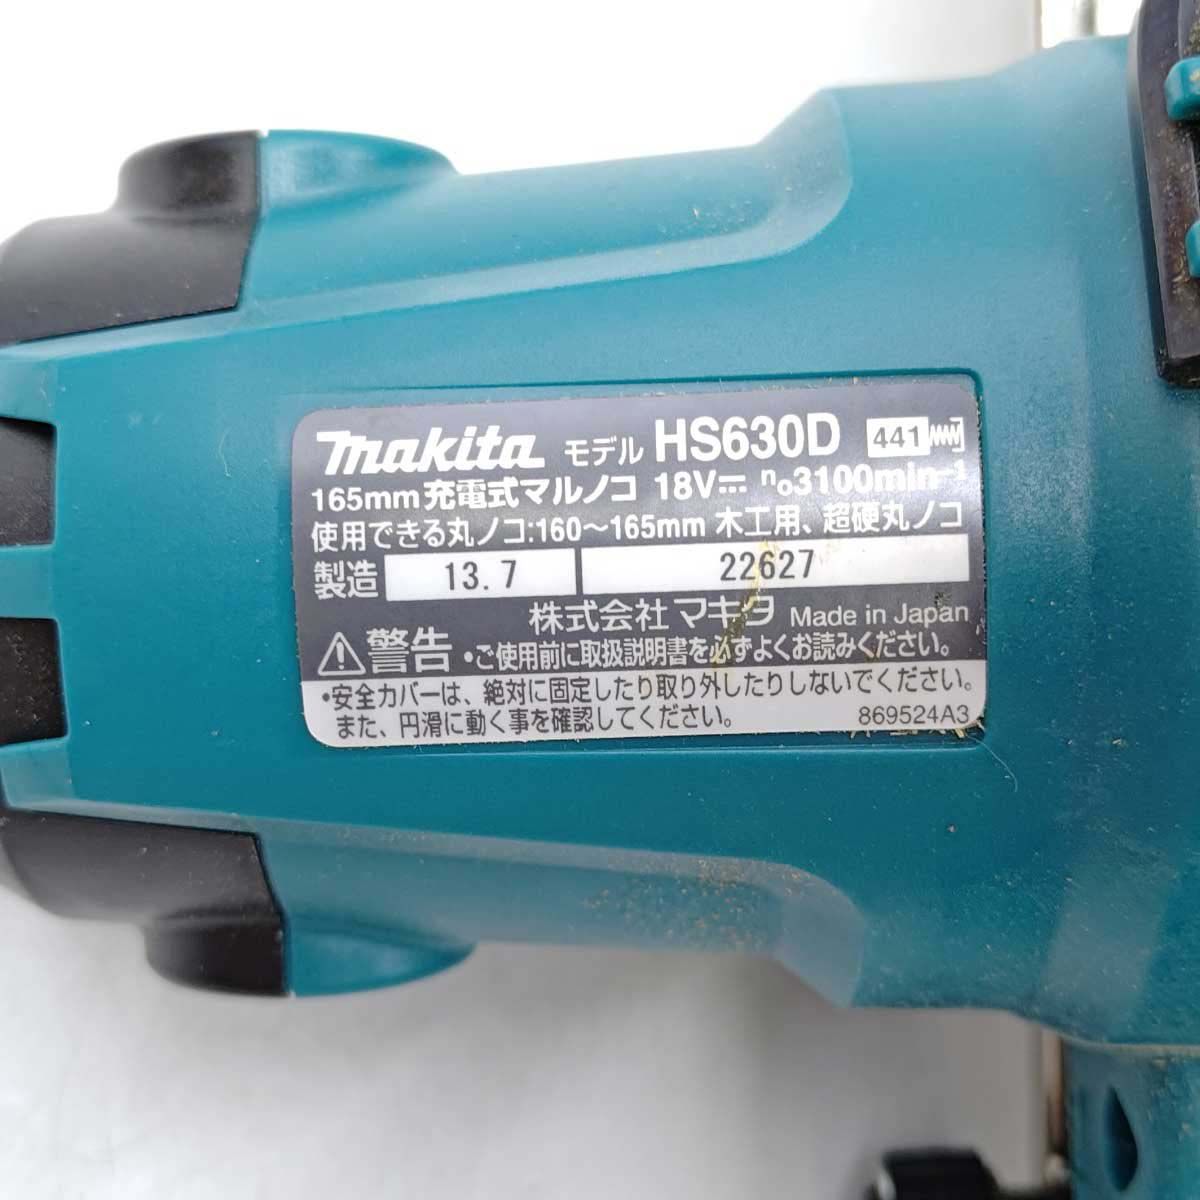 makita モデル HS630D 441
165mm 充電式マルノコ 18V⎓ n₀3100min⁻¹
使用できる丸ノコ:160～165mm 木工用、超硬丸ノコ
製造 13.7 22627
株式会社 マキタ Made in Japan
⚠警告 •ご使用前に取扱説明書を必ずよくお読みください。
•安全カバーは、絶対に固定したり取り外したりしないでください。
また、円滑に動く事を確認してください。 869524A3